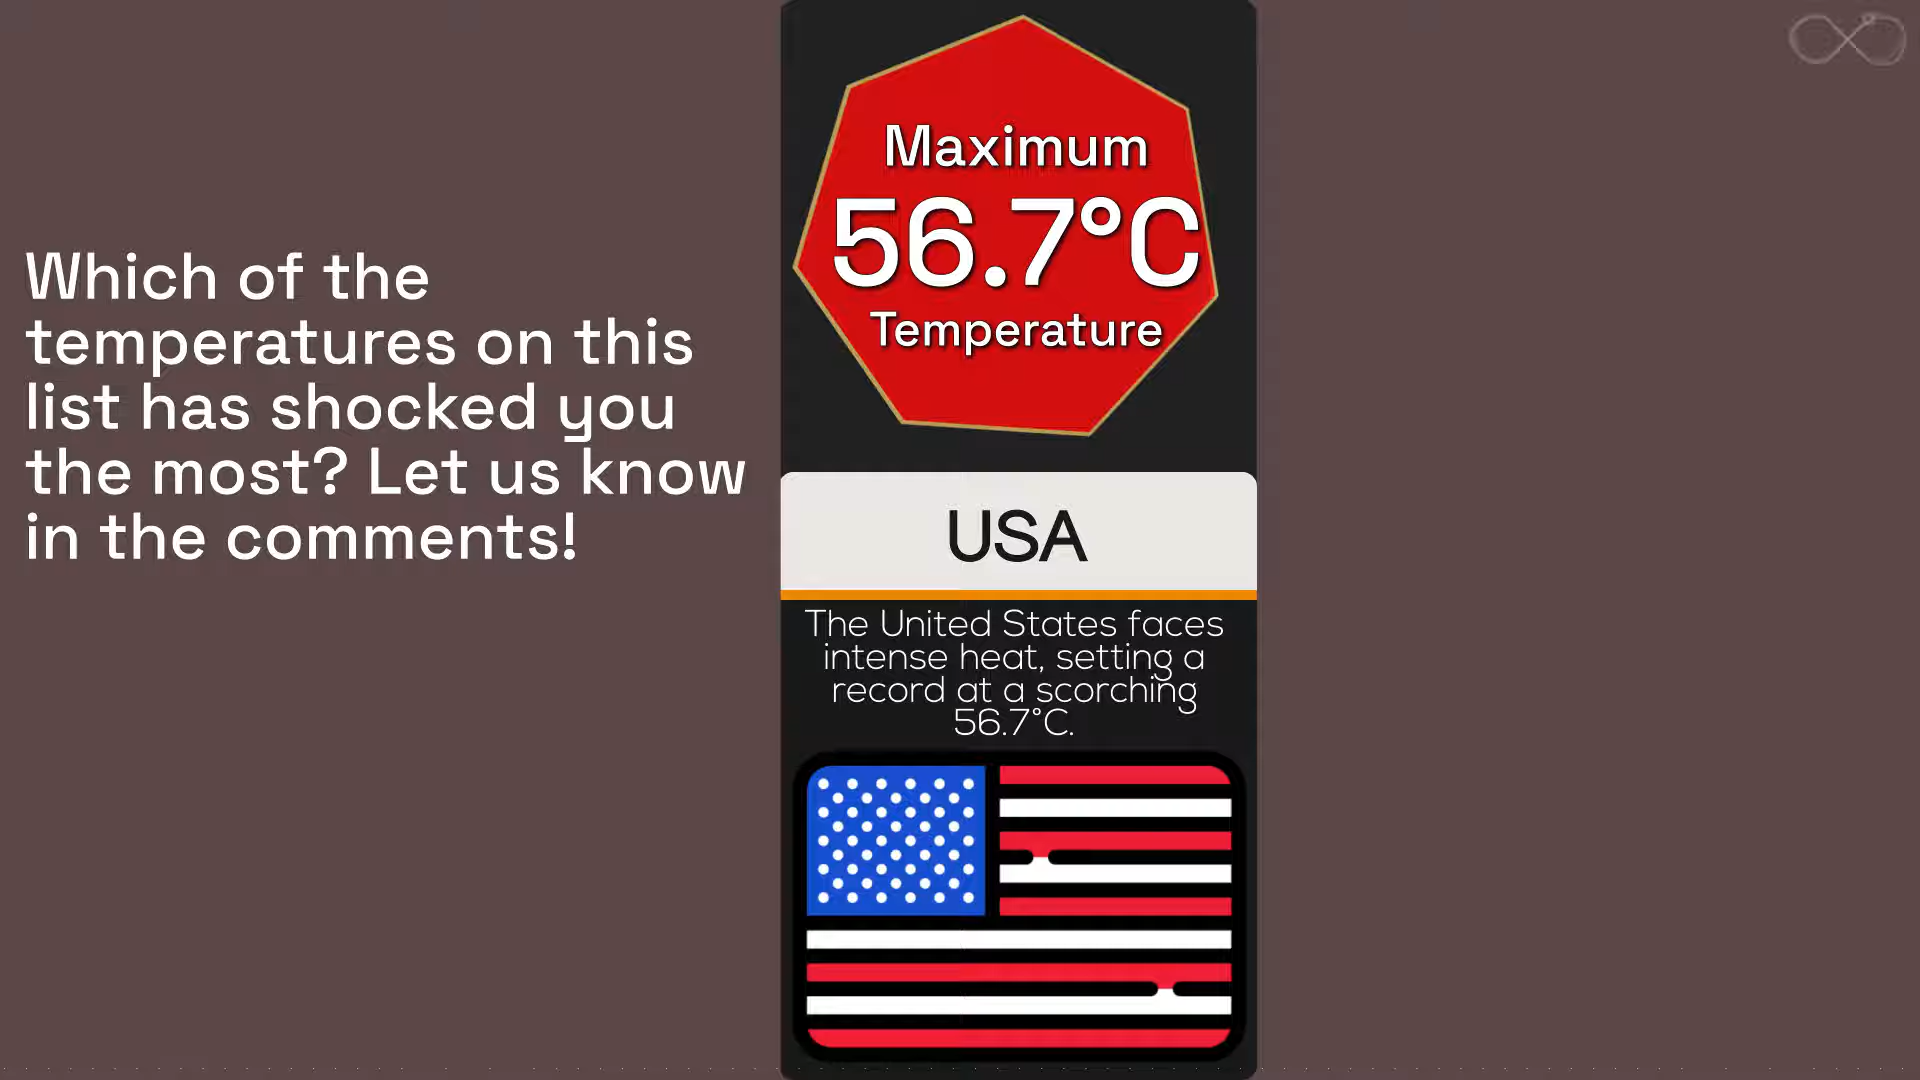 Which of the
temperatures on this
list has shocked you
the most? Let us know
in the comments!
Maximum
56.7°C
Temperature
USA
The United States faces
intense heat, setting a
record at a scorching
56.7°C.